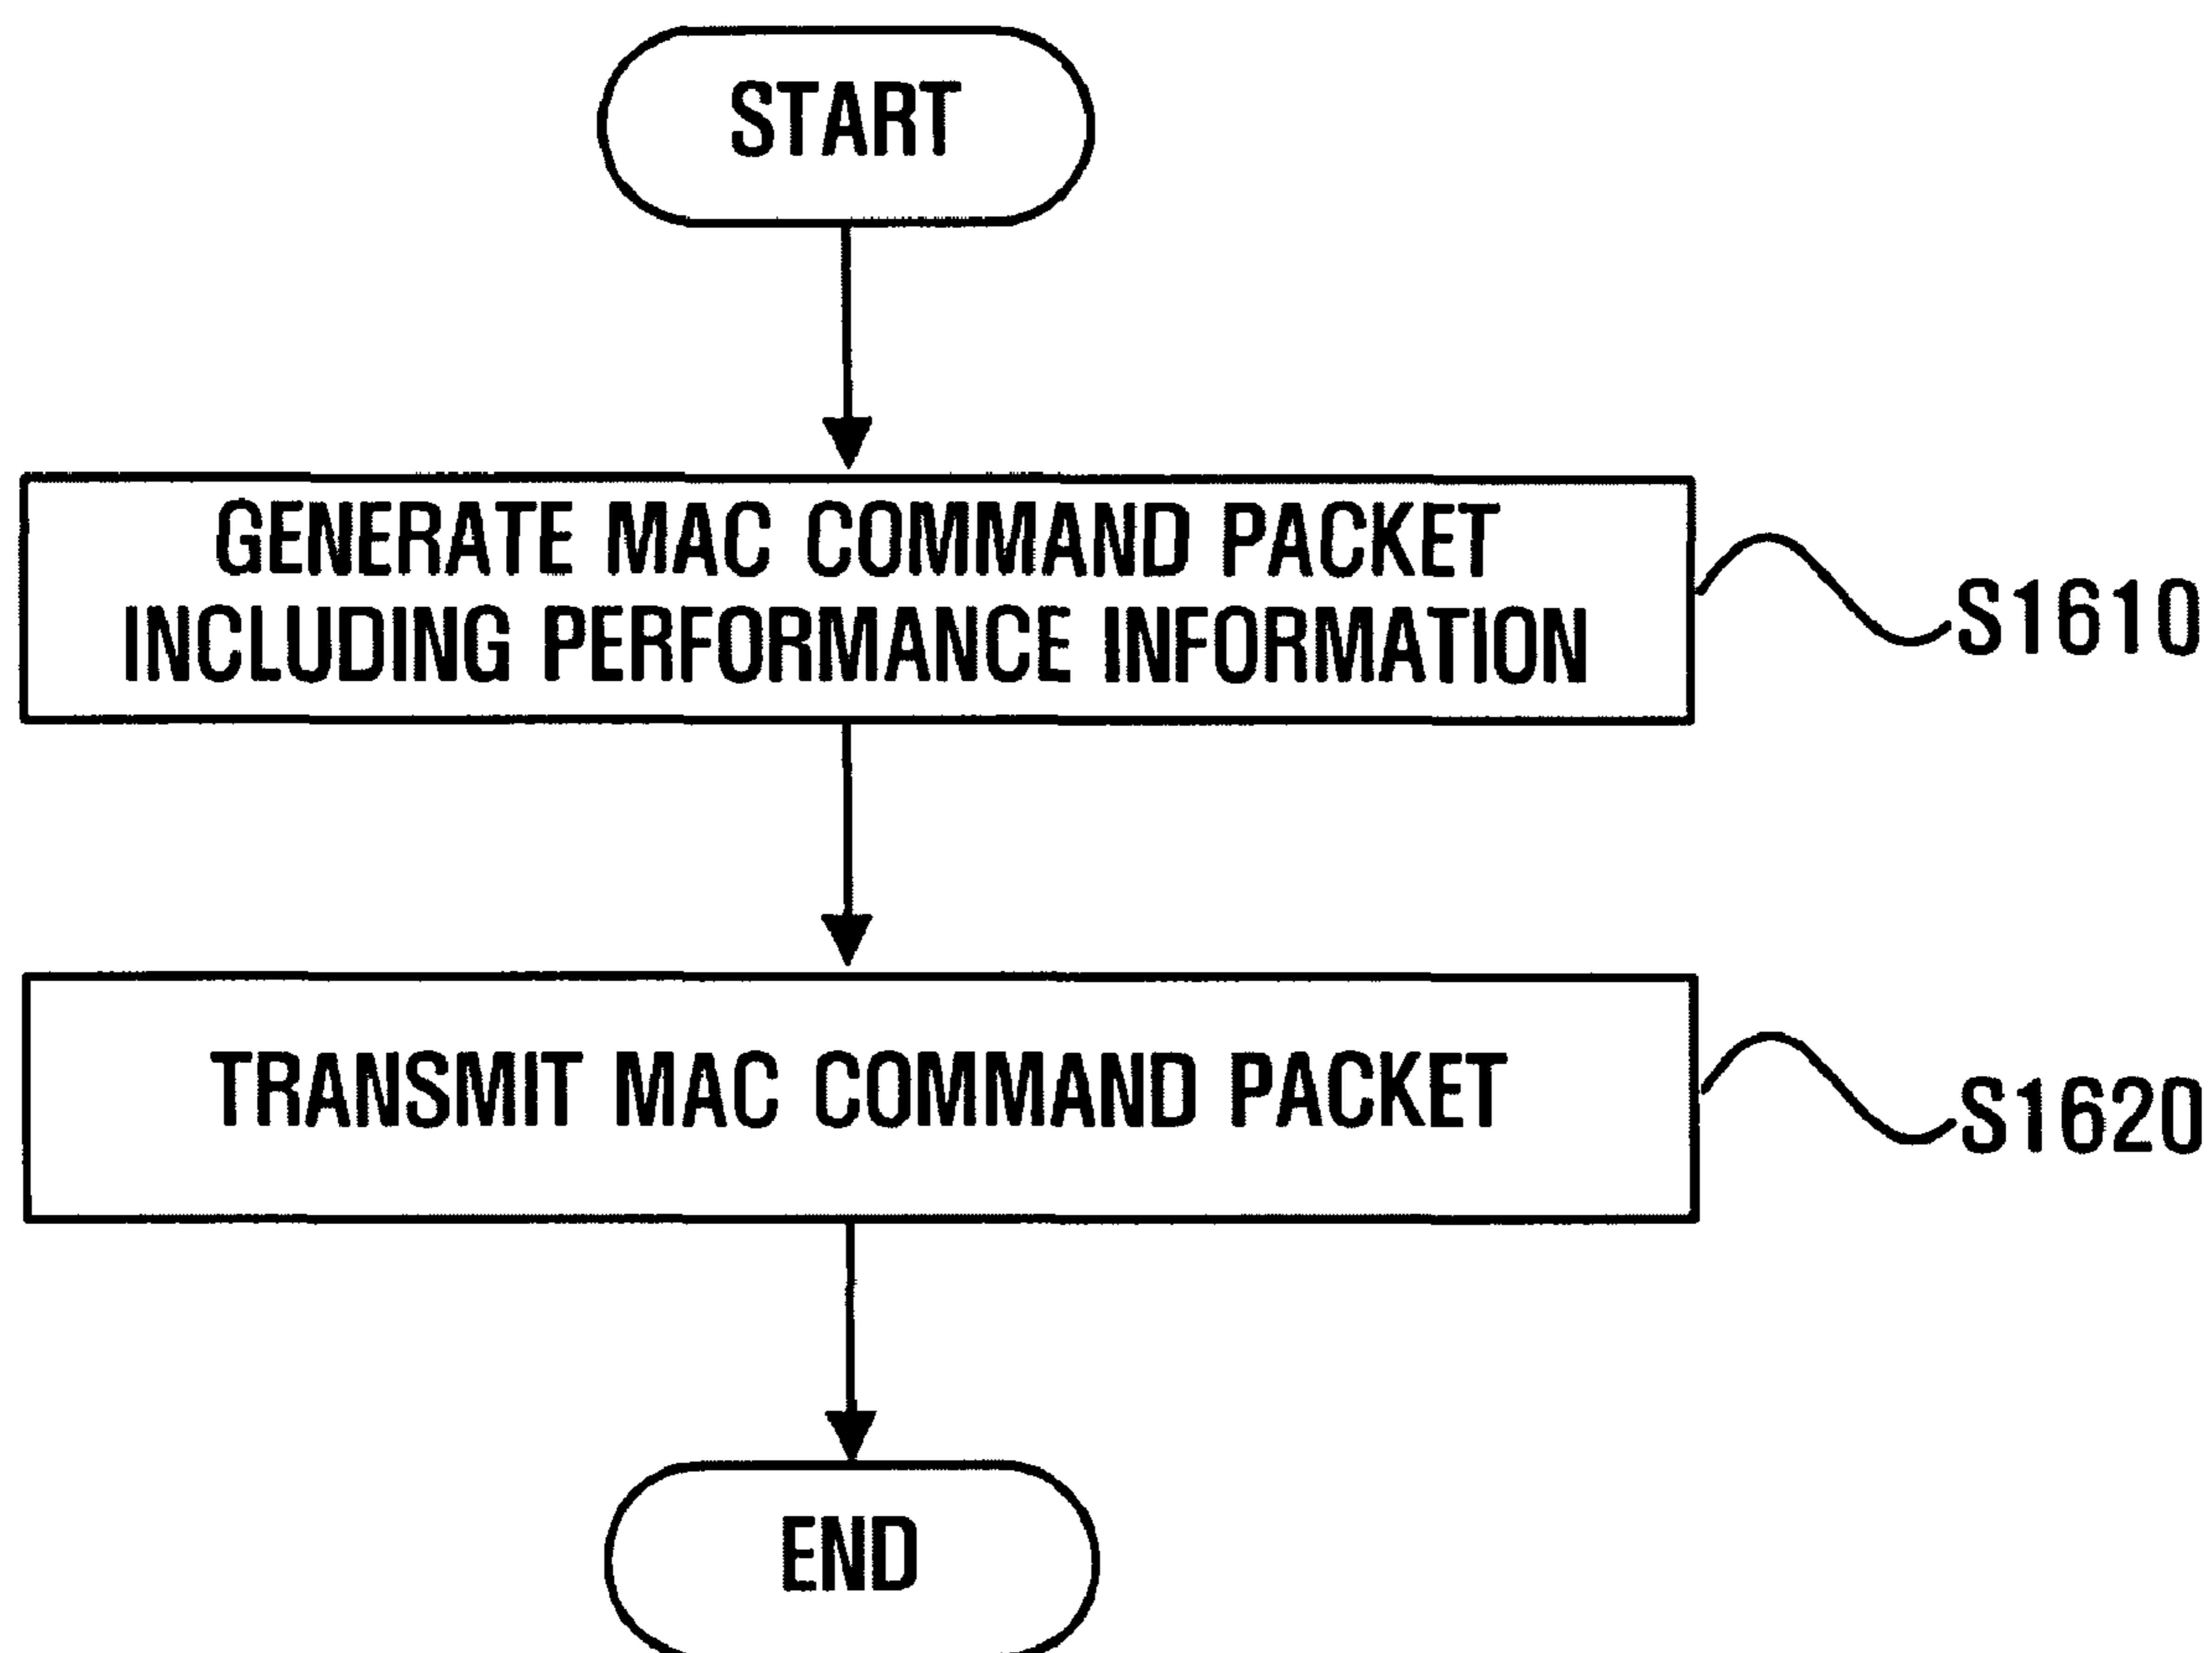 START
GENERATE MAC COMMAND PACKET
INCLUDING PERFORMANCE INFORMATION
S1610
TRANSMIT MAC COMMAND PACKET
S1620
END